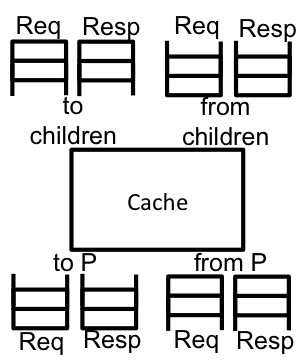 Req Resp Req Resp
to from
children children
Cache
to P from P
Req Resp Req Resp